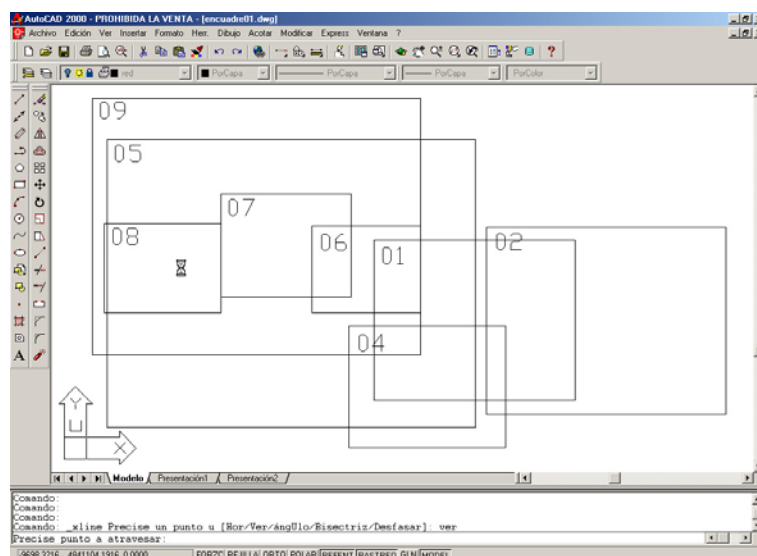 AutoCAD 2000 - PROHIBIDA LA VENTA - [encuadre01.dwg]
Archivo Edición Ver Insertar Formato Herr. Dibujo Acotar Modificar Express Ventana ?
red PorCapa PorCapa PorCapa PorColor
09
05
07
08
06
01
02
04
Y
X
Modelo Presentación1 Presentación2
Comando:
Comando:
Comando:
Comando: _xline Precise un punto u [Hor/Ver/ángUlo/Bisectriz/Desfasar]: ver
Precise punto a atravesar:
FORZC REJILLA ORTO POLAR REFENT RASTREO GLN MODEL